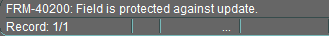 FRM-40200: Field is protected against update.
Record: 1/1 ...